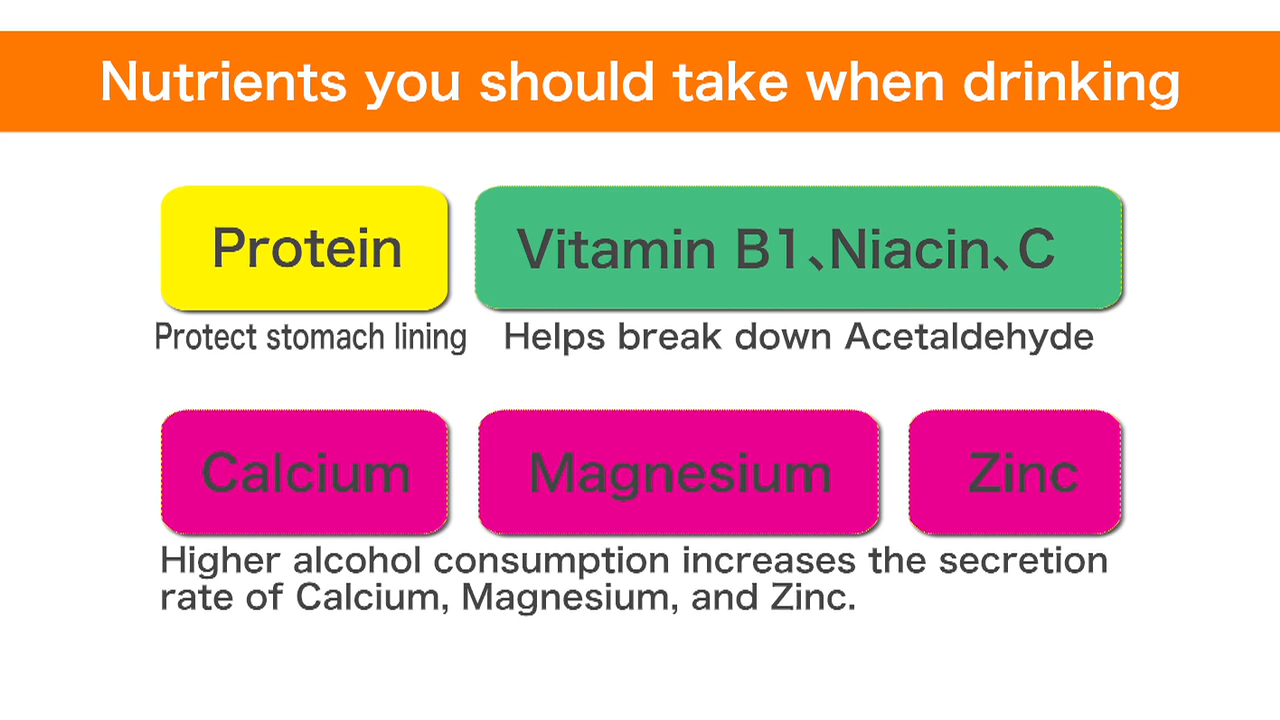 Nutrients you should take when drinking
Protein
Vitamin B1、Niacin、C
Protect stomach lining
Helps break down Acetaldehyde
Calcium
Magnesium
Zinc
Higher alcohol consumption increases the secretion
rate of Calcium, Magnesium, and Zinc.